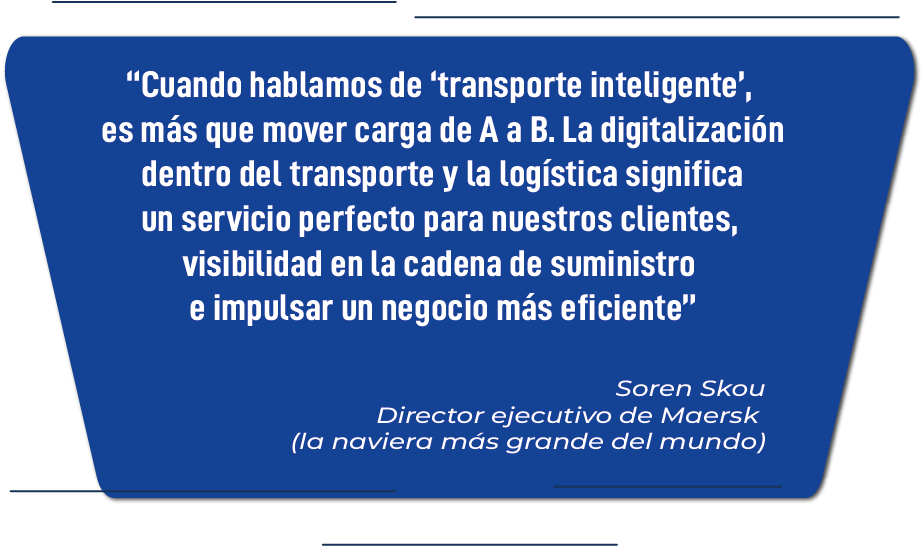 “Cuando hablamos de ‘transporte inteligente’,
es más que mover carga de A a B. La digitalización
dentro del transporte y la logística significa
un servicio perfecto para nuestros clientes,
visibilidad en la cadena de suministro
e impulsar un negocio más eficiente”
Soren Skou
Director ejecutivo de Maersk
(la naviera más grande del mundo)